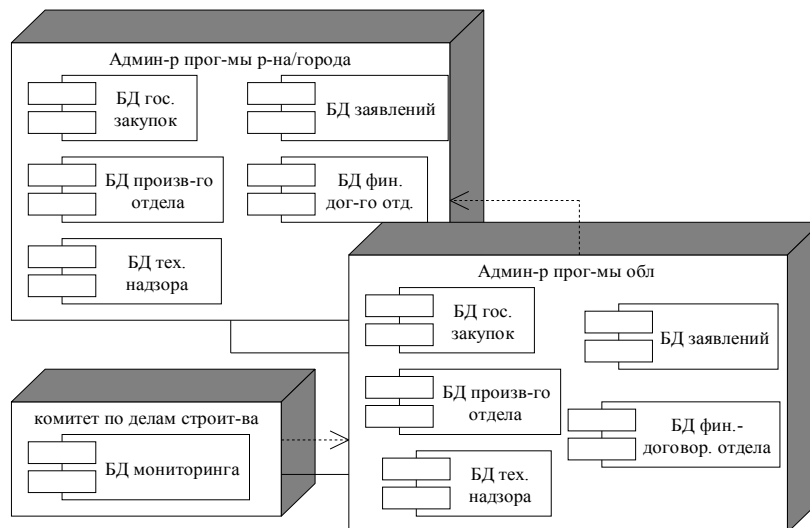 Админ-р прог-мы р-на/города
БД гос.
закупок
БД заявлений
БД произв-го
отдела
БД фин.
дог-го отд.
БД тех.
надзора
Админ-р прог-мы обл
БД гос.
закупок
БД заявлений
БД произв-го
отдела
БД фин.-
договор. отдела
БД тех.
надзора
комитет по делам строит-ва
БД мониторинга